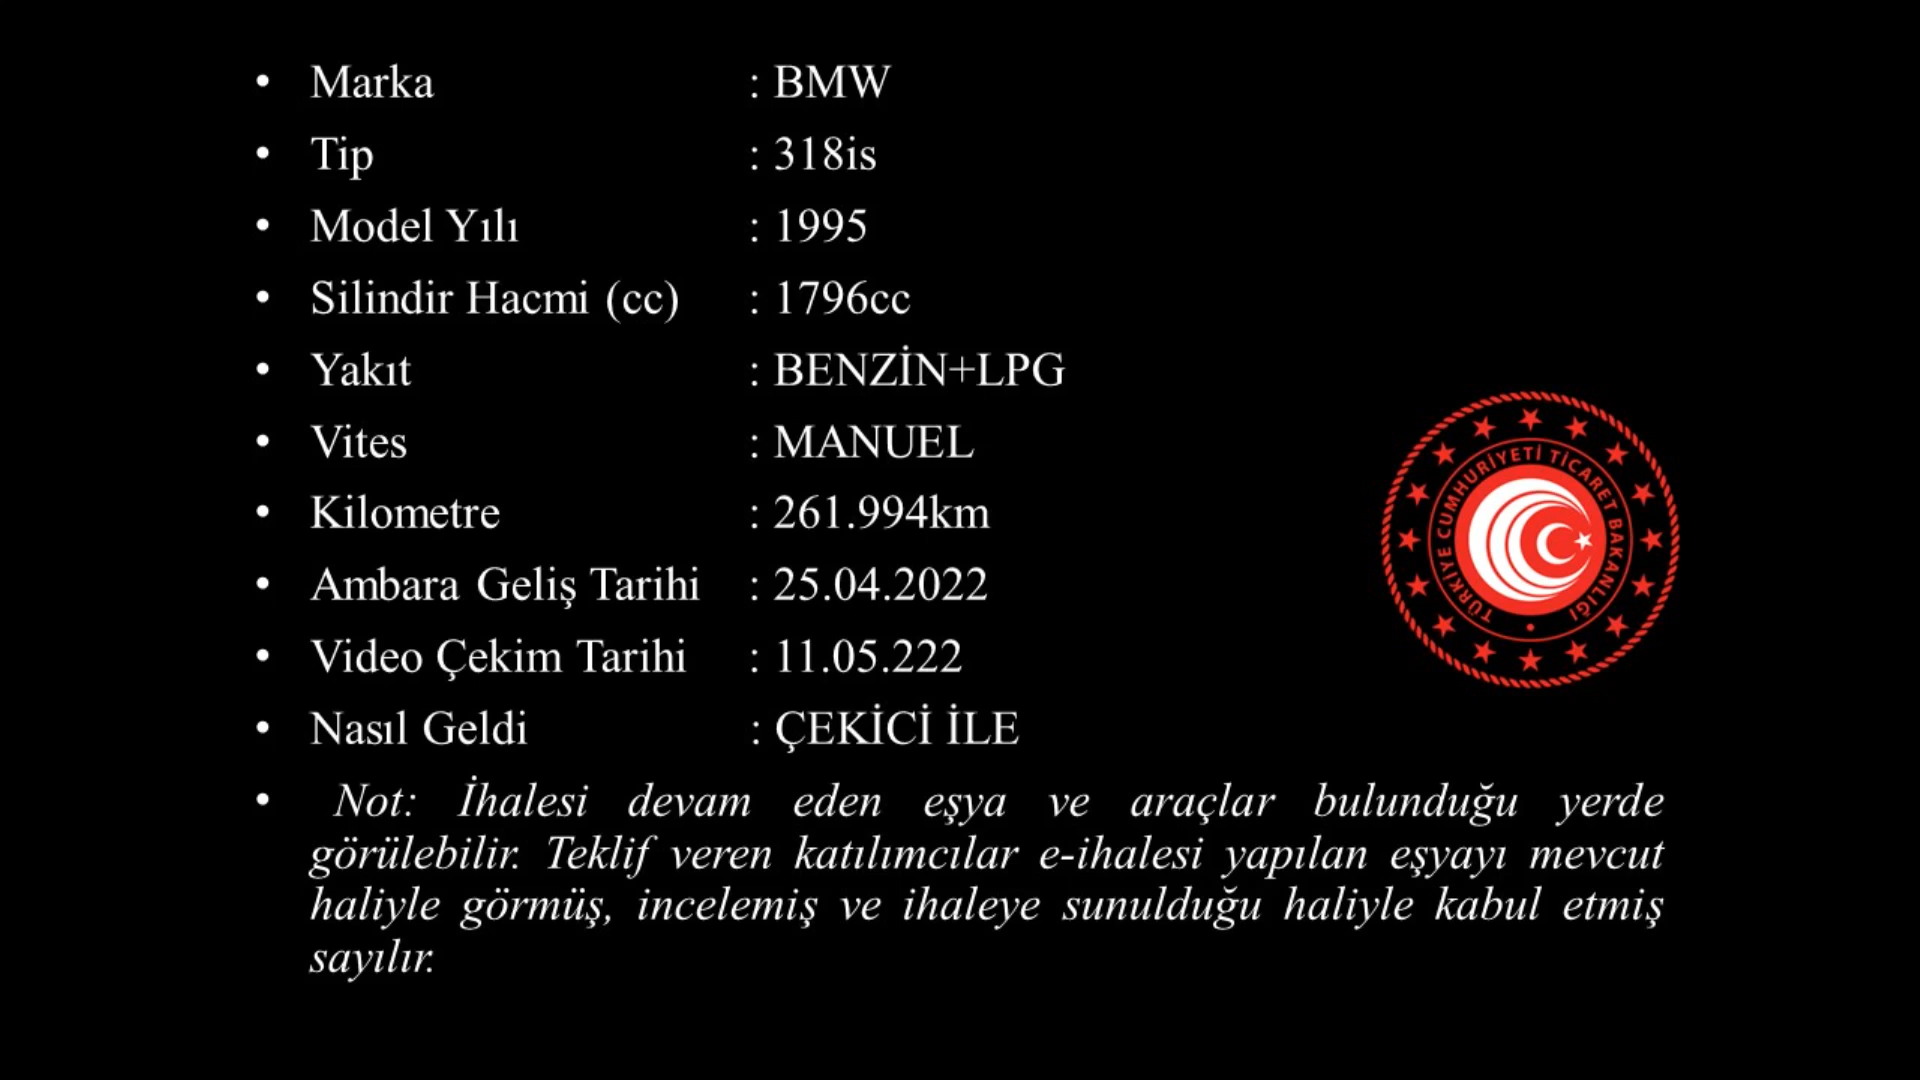 • Marka : BMW
• Tip : 318is
• Model Yılı : 1995
• Silindir Hacmi (cc) : 1796cc
• Yakıt : BENZİN+LPG
• Vites : MANUEL
• Kilometre : 261.994km
• Ambara Geliş Tarihi : 25.04.2022
• Video Çekim Tarihi : 11.05.222
• Nasıl Geldi : ÇEKİCİ İLE
• Not: İhalesi devam eden eşya ve araçlar bulunduğu yerde
görülebilir. Teklif veren katılımcılar e-ihalesi yapılan eşyayı mevcut
haliyle görmüş, incelemiş ve ihaleye sunulduğu haliyle kabul etmiş
sayılır.
TÜRKİYE CUMHURİYETİ TİCARET BAKANLIĞI